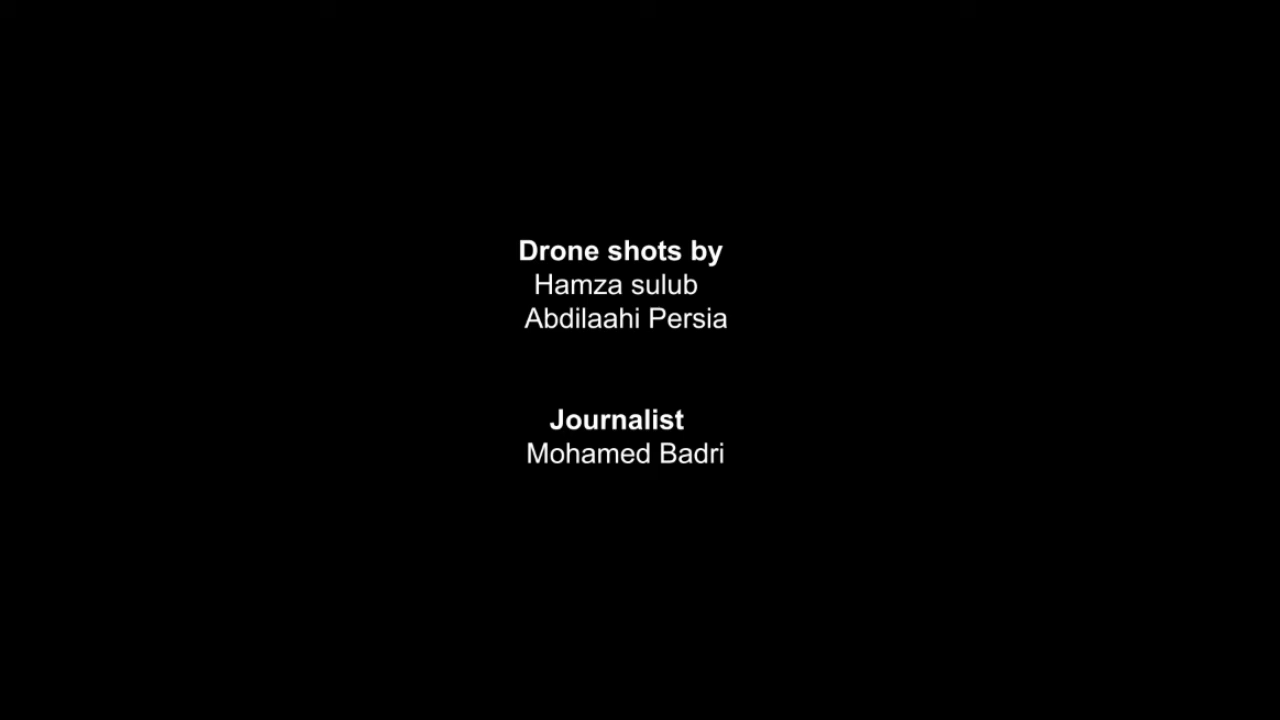 Drone shots by
Hamza sulub
Abdilaahi Persia
Journalist
Mohamed Badri